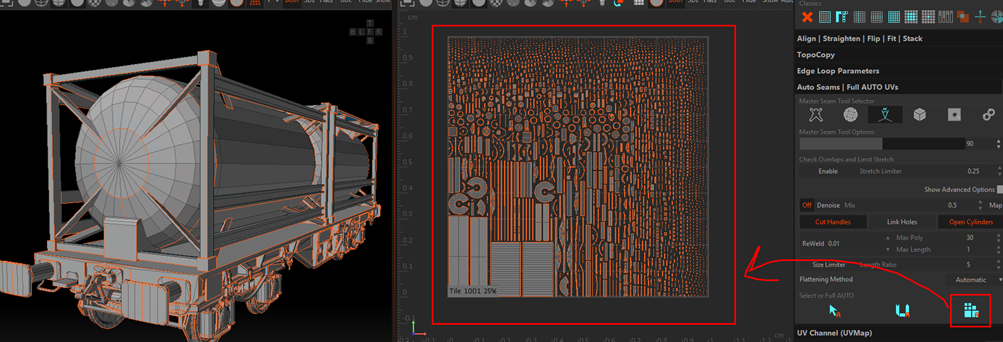 Classics
Align | Straighten | Flip | Fit | Stack
TopoCopy
Edge Loop Parameters
Auto Seams | Full AUTO UVs
Master Seam Tool Selector
Master Seam Tool Options
90
Check Overlaps and Limit Stretch
Enable Stretch Limiter 0.25
Show Advanced Options
Off Denoise Mix 0.5 Map
Cut Handles Link Holes Open Cylinders
ReWeld 0.01
Max Poly 30
Max Length 1
Size Limiter Length Ratio 5
Flattening Method Automatic
Select or Full AUTO
UV Channel (UVMap)
T
B L F R
B
cm
1
0.9
0.8
0.7
0.6
0.5
0.4
0.3
0.2
0.1
0
-0.1
Tile 1001 25%
cm